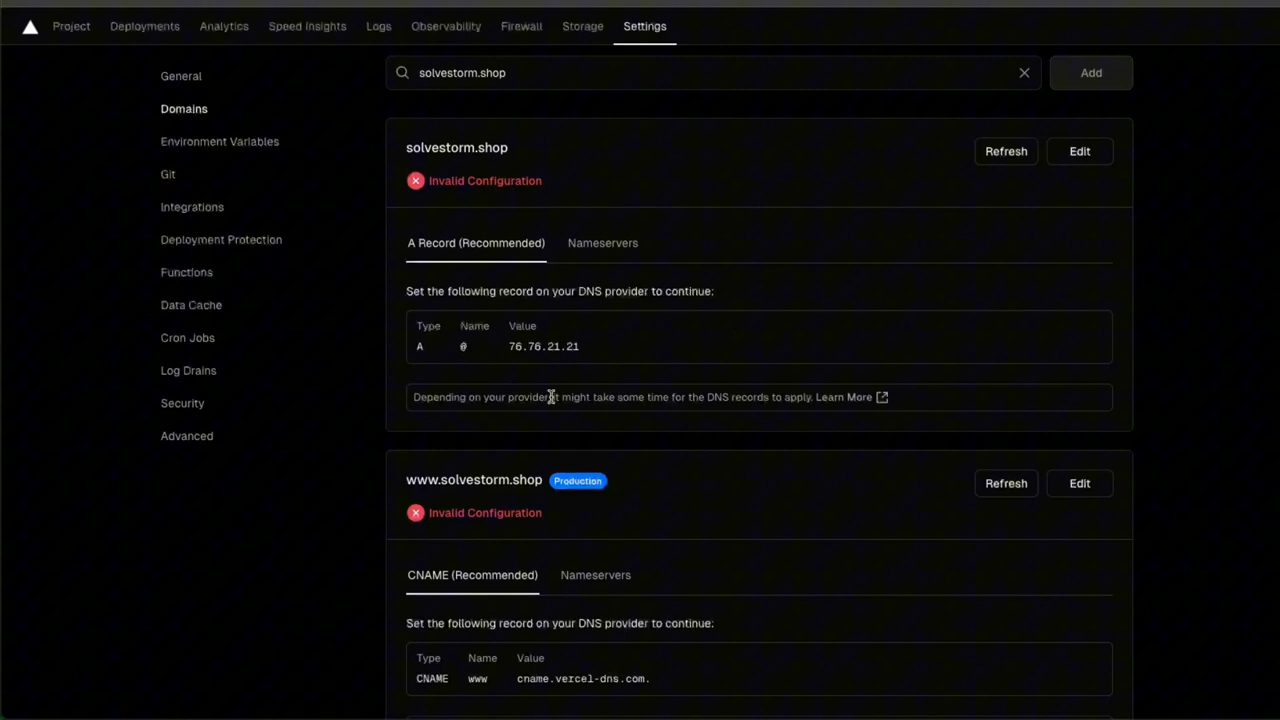 Project Deployments Analytics Speed Insights Logs Observability Firewall Storage Settings
General
Domains
Environment Variables
Git
Integrations
Deployment Protection
Functions
Data Cache
Cron Jobs
Log Drains
Security
Advanced
solvestorm.shop Add
solvestorm.shop Refresh Edit
Invalid Configuration
A Record (Recommended) Nameservers
Set the following record on your DNS provider to continue:
Type Name Value
A @ 76.76.21.21
Depending on your provider it might take some time for the DNS records to apply. Learn More
www.solvestorm.shop Production Refresh Edit
Invalid Configuration
CNAME (Recommended) Nameservers
Set the following record on your DNS provider to continue:
Type Name Value
CNAME www cname.vercel-dns.com.